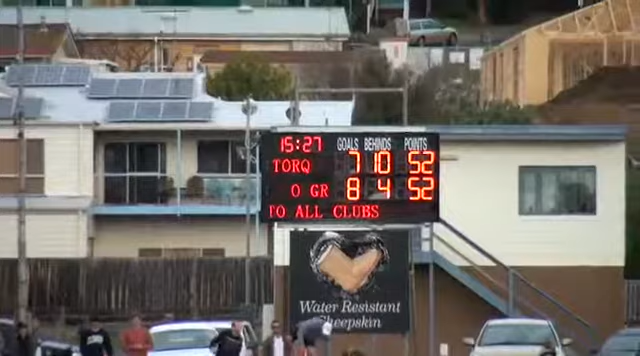 15:27 GOALS BEHINDS POINTS
TORQ 7 10 52
O GR 8 4 52
TO ALL CLUBS
Water Resistant
Sheepskin